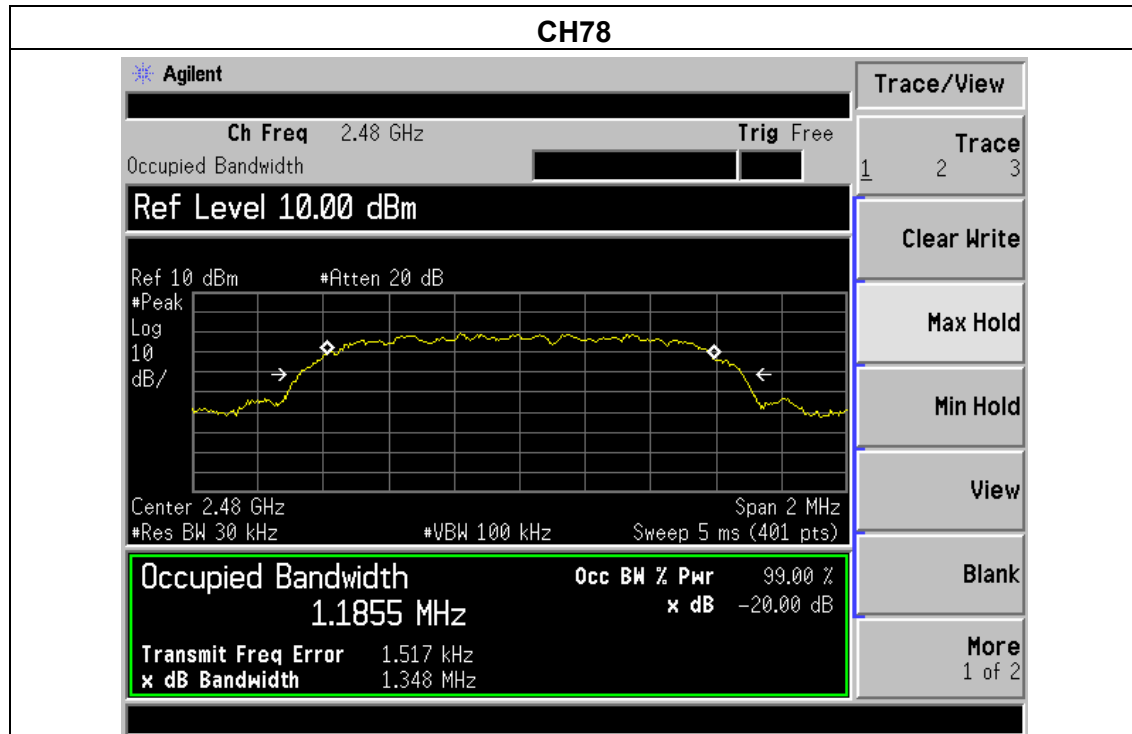 CH78
Agilent
Trace/View
Ch Freq 2.48 GHz Trig Free
Occupied Bandwidth
Trace
1 2 3
Ref Level 10.00 dBm
Clear Write
Ref 10 dBm #Atten 20 dB
#Peak
Log
10
dB/
Max Hold
Min Hold
View
Center 2.48 GHz Span 2 MHz
#Res BW 30 kHz #VBW 100 kHz Sweep 5 ms (401 pts)
Occupied Bandwidth Occ BW % Pwr 99.00 %
1.1855 MHz x dB -20.00 dB
Blank
Transmit Freq Error 1.517 kHz
x dB Bandwidth 1.348 MHz
More
1 of 2